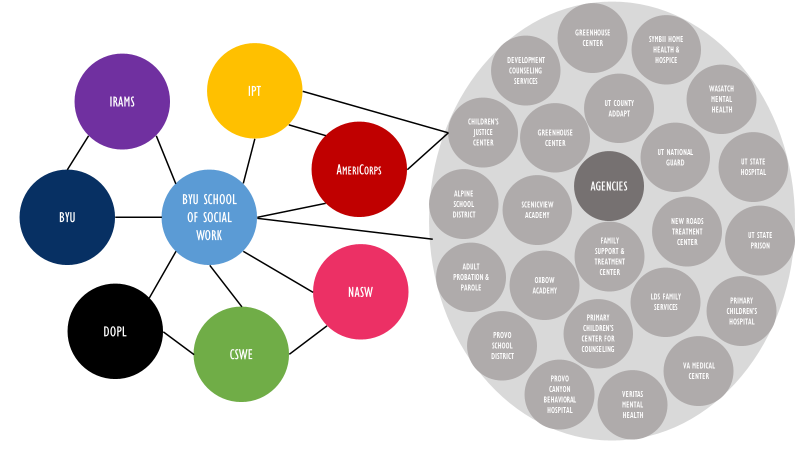 IRAMS
IPT
AMERICORPS
BYU
BYU SCHOOL
OF SOCIAL
WORK
NASW
DOPL
CSWE
GREENHOUSE
CENTER
SYMBII HOME
HEALTH &
HOSPICE
DEVELOPMENT
COUNSELING
SERVICES
WASATCH
MENTAL
HEALTH
UT COUNTY
ADDAPT
CHILDREN'S
JUSTICE
CENTER
GREENHOUSE
CENTER
UT NATIONAL
GUARD
UT STATE
HOSPITAL
AGENCIES
ALPINE
SCHOOL
DISTRICT
SCENICVIEW
ACADEMY
NEW ROADS
TREATMENT
CENTER
UT STATE
PRISON
FAMILY
SUPPORT &
TREATMENT
CENTER
ADULT
PROBATION &
PAROLE
OXBOW
ACADEMY
LDS FAMILY
SERVICES
PRIMARY
CHILDREN'S
HOSPITAL
PRIMARY
CHILDREN'S
CENTER FOR
COUNSELING
PROVO
SCHOOL
DISTRICT
VA MEDICAL
CENTER
PROVO
CANYON
BEHAVIORAL
HOSPITAL
VERITAS
MENTAL
HEALTH